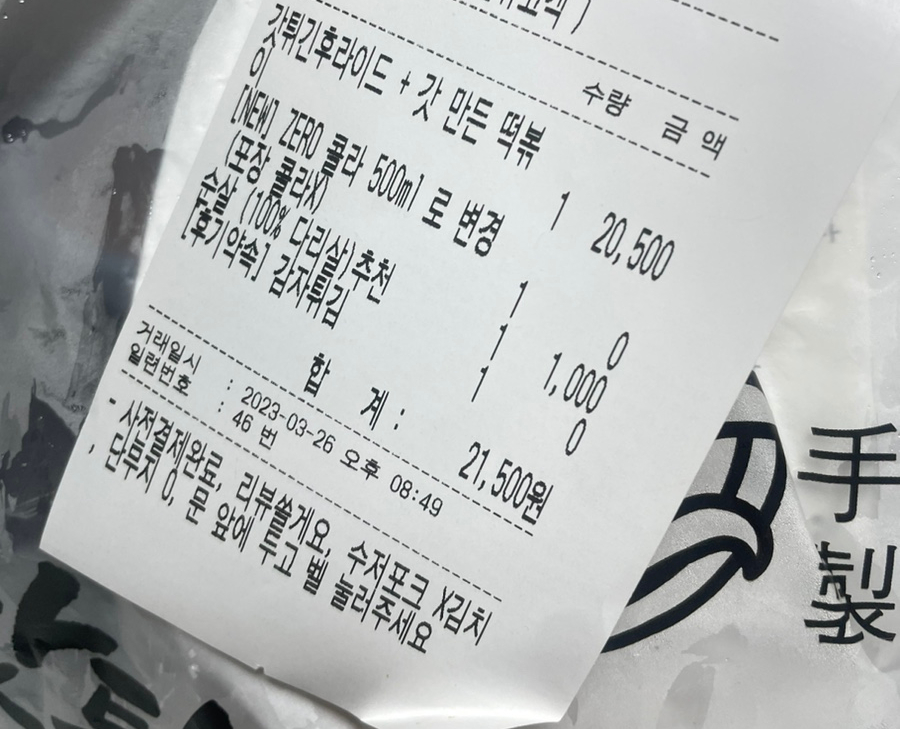 고객 )
수량 금 액
갓튀긴후라이드 + 갓 만든 떡볶
이 1 20,500
[NEW] ZERO 콜라 500ml 로 변경
(포장 콜라X) 1 0
순살 (100% 다리살)추천 1 1,000
[후기약속] 감자튀김 1 0
합 계 : 21,500원
거래일시 : 2023-03-26 오후 08:49
일련번호 : 46 번
- 사전결제완료, 리뷰쓸게요, 수저포크 X김치
, 단무지 O, 문 앞에 두고 벨 눌러주세요
手
製